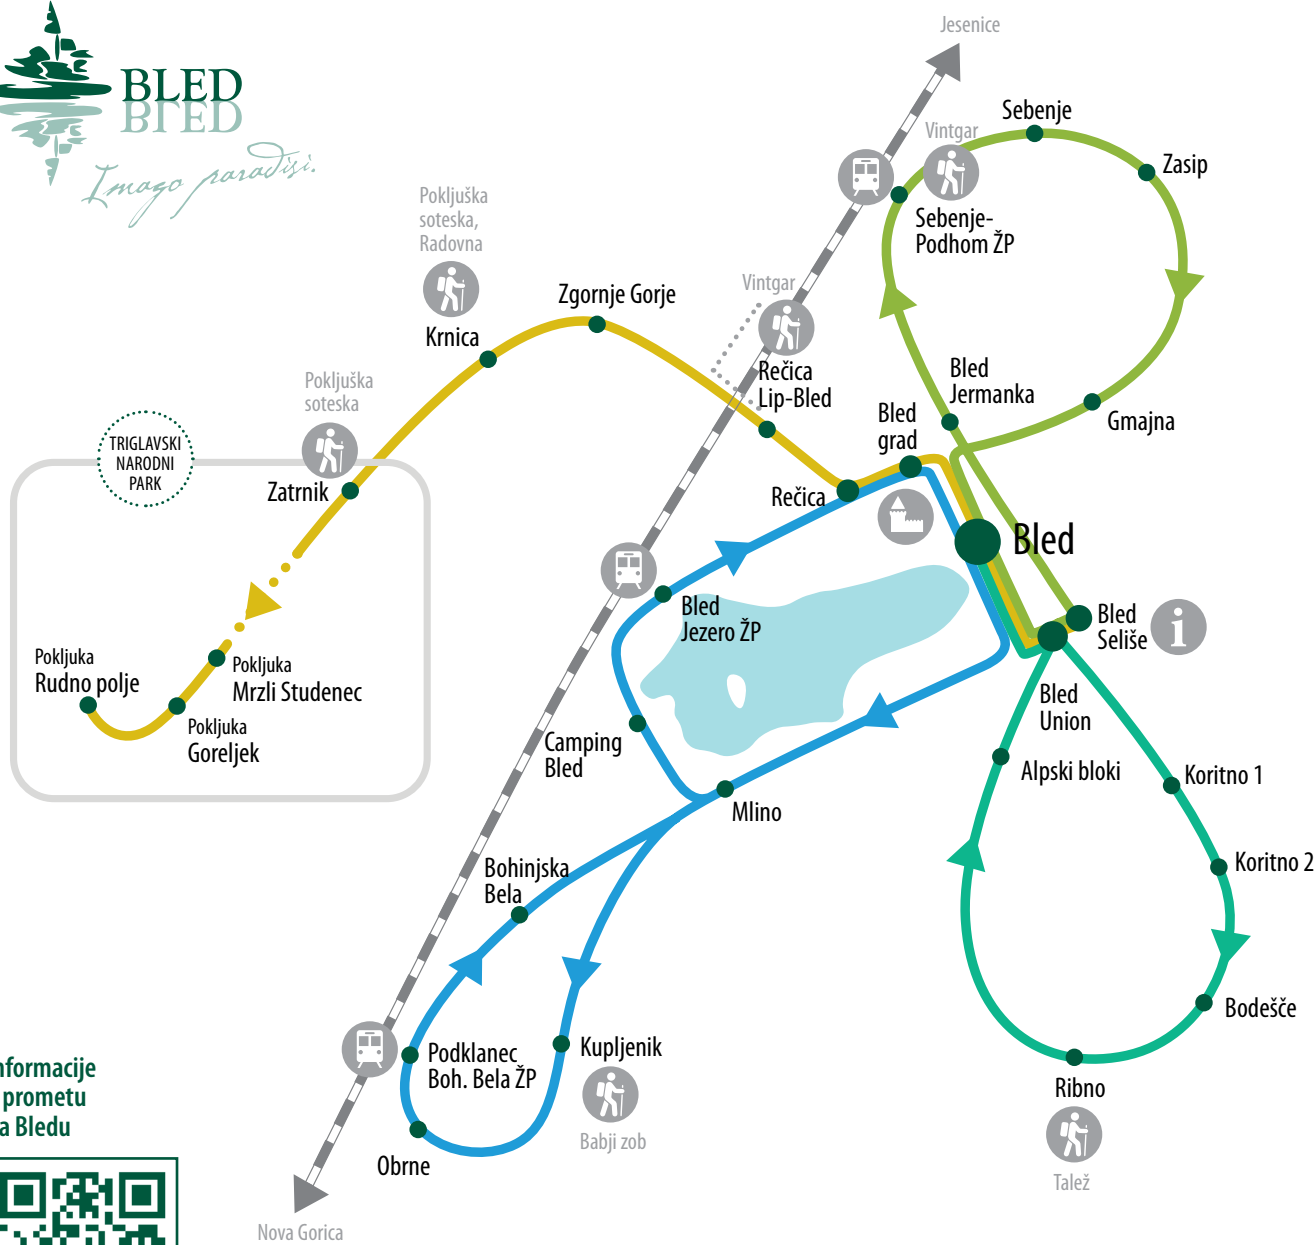 BLED
Imago paradisi.
Jesenice
Vintgar
Sebenje
Zasip
Sebenje-
Podhom ŽP
Pokljuška
soteska,
Radovna
Krnica
Zgornje Gorje
Vintgar
Rečica
Lip-Bled
Bled
Jermanka
Gmajna
Pokljuška
soteska
TRIGLAVSKI
NARODNI
PARK
Zatrnik
Bled
grad
Rečica
Bled
Bled
Jezero ŽP
Bled
Seliše
i
Pokljuka
Rudno polje
Pokljuka
Mrzli Studenec
Pokljuka
Goreljek
Bled
Union
Camping
Bled
Alpski bloki
Koritno 1
Mlino
Koritno 2
Bohinjska
Bela
Bodešče
Podklanec
Boh. Bela ŽP
Kupljenik
Babji zob
Ribno
Talež
Obrne
Nova Gorica
nformacije
prometu
a Bledu